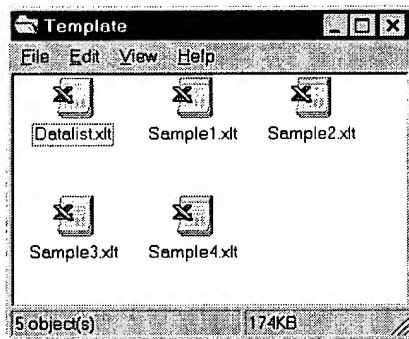 Template
File Edit View Help
Datalist.xlt Sample1.xlt Sample2.xlt
Sample3.xlt Sample4.xlt
5 object(s) 174KB